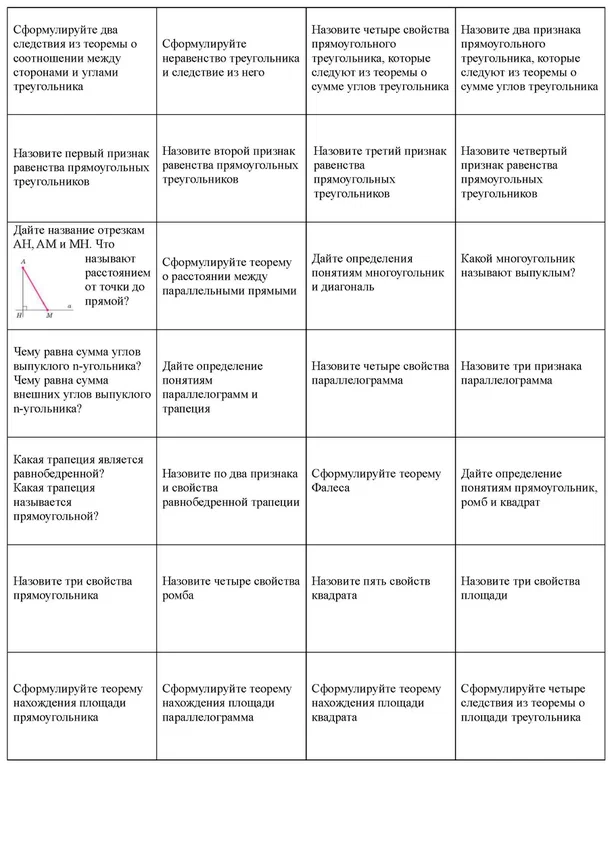 Сформулируйте два
следствия из теоремы о
соотношении между
сторонами и углами
треугольника
Сформулируйте
неравенство треугольника
и следствие из него
Назовите четыре свойства
прямоугольного
треугольника, которые
следуют из теоремы о
сумме углов треугольника
Назовите два признака
прямоугольного
треугольника, которые
следуют из теоремы о
сумме углов треугольника
Назовите первый признак
равенства прямоугольных
треугольников
Назовите второй признак
равенства прямоугольных
треугольников
Назовите третий признак
равенства
прямоугольных
треугольников
Назовите четвертый
признак равенства
прямоугольных
треугольников
Дайте название отрезкам
АН, АМ и МН. Что
называют
расстоянием
от точки до
прямой?
A
a
H
M
Сформулируйте теорему
о расстоянии между
параллельными прямыми
Дайте определения
понятиям многоугольник
и диагональ
Какой многоугольник
называют выпуклым?
Чему равна сумма углов
выпуклого n-угольника?
Чему равна сумма
внешних углов выпуклого
n-угольника?
Дайте определение
понятиям
параллелограмм и
трапеция
Назовите четыре свойства
параллелограмма
Назовите три признака
параллелограмма
Какая трапеция является
равнобедренной?
Какая трапеция
называется
прямоугольной?
Назовите по два признака
и свойства
равнобедренной трапеции
Сформулируйте теорему
Фалеса
Дайте определение
понятиям прямоугольник,
ромб и квадрат
Назовите три свойства
прямоугольника
Назовите четыре свойства
ромба
Назовите пять свойств
квадрата
Назовите три свойства
площади
Сформулируйте теорему
нахождения площади
прямоугольника
Сформулируйте теорему
нахождения площади
параллелограмма
Сформулируйте теорему
нахождения площади
квадрата
Сформулируйте четыре
следствия из теоремы о
площади треугольника